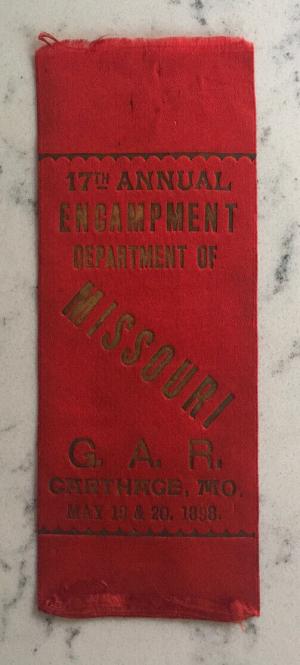 17TH ANNUAL
ENCAMPMENT
DEPARTMENT OF
MISSOURI
G. A. R.
CARTHAGE, MO.
MAY 19 & 20, 1898.